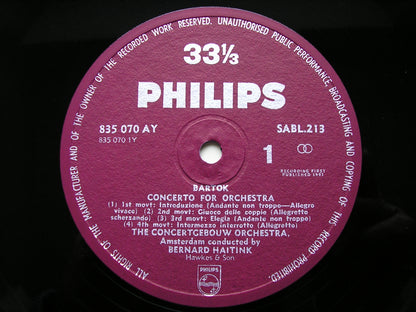 ALL RIGHTS OF THE MANUFACTURER AND OF THE OWNER OF THE RECORDED WORK RESERVED. UNAUTHORISED PUBLIC PERFORMANCE, BROADCASTING AND COPYING OF THIS RECORD PROHIBITED.
33⅓
PHILIPS
835 070 AY
SABL.213
835 070 1Y
1
RECORDING FIRST
PUBLISHED 1961
BARTOK
CONCERTO FOR ORCHESTRA
(1) 1st movt: Introduzione (Andante non troppo—Allegro
vivace) (2) 2nd movt: Giuoco delle coppie (Allegretto
scherzando) (3) 3rd movt: Elegia (Andante non troppo)
(4) 4th movt: Intermezzo interrotto (Allegretto)
THE CONCERTGEBOUW ORCHESTRA,
Amsterdam conducted by
BERNARD HAITINK
Hawkes & Son
PHILIPS